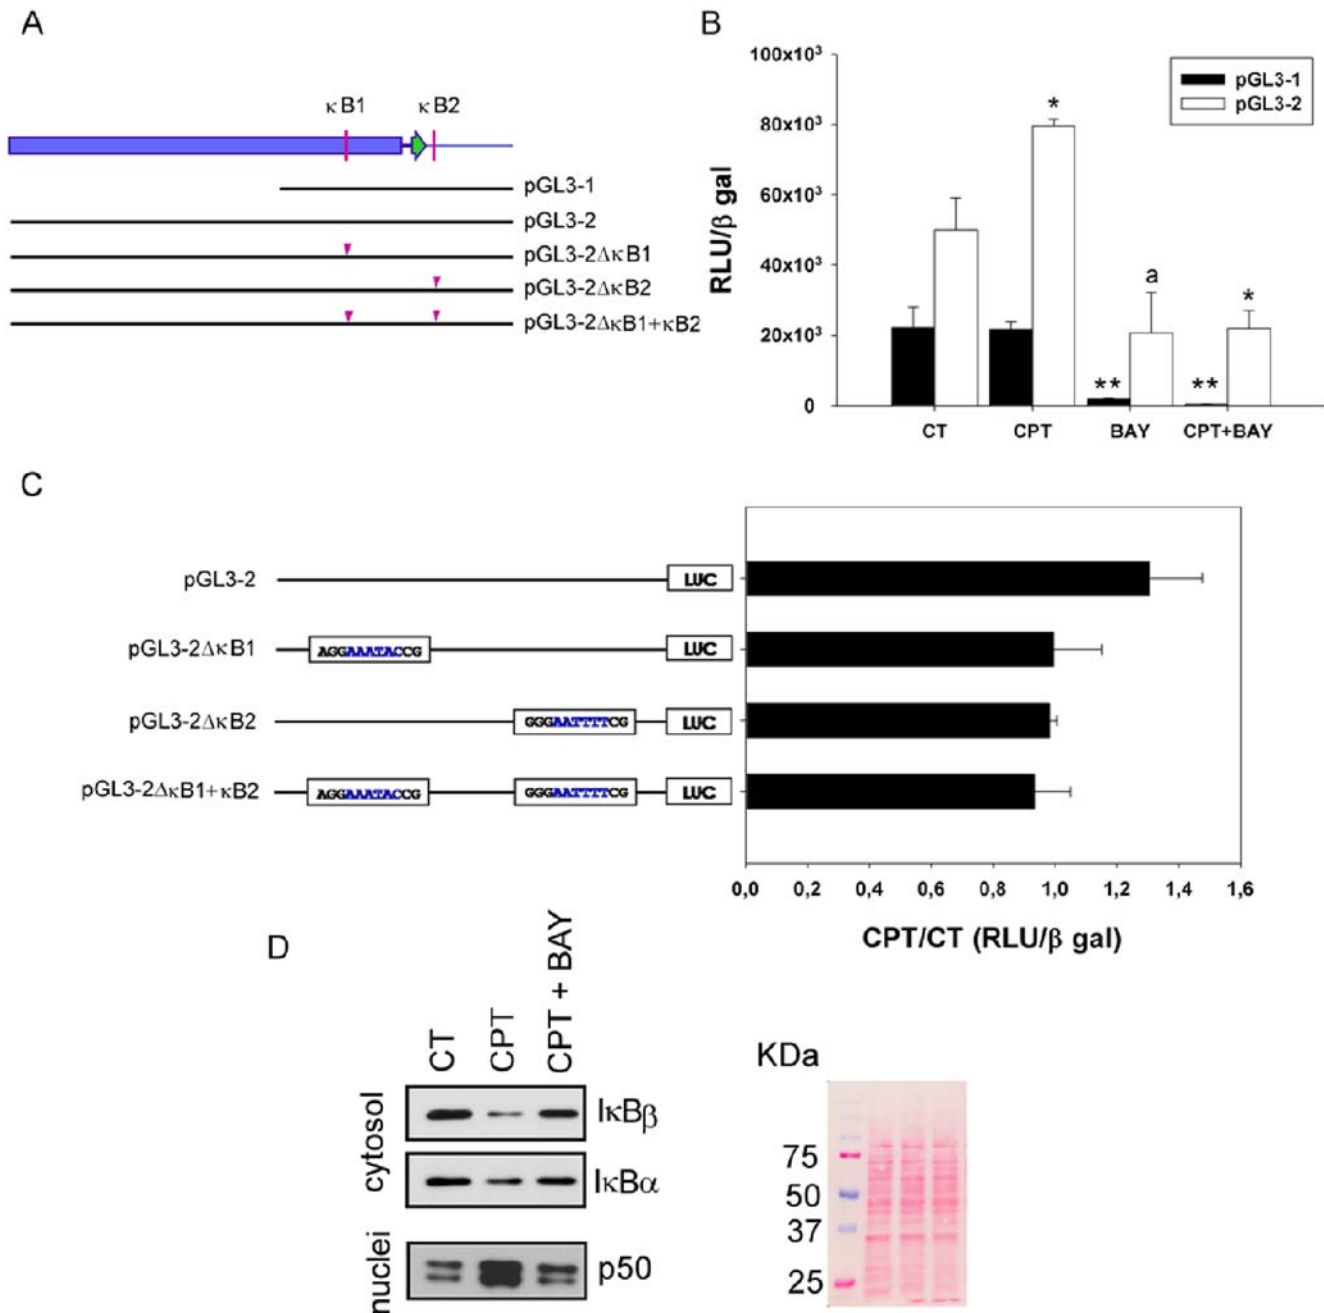 A
κB1 κB2
pGL3-1
pGL3-2
pGL3-2ΔκB1
pGL3-2ΔκB2
pGL3-2ΔκB1+κB2
B
RLU/β gal
100x10³
80x10³
60x10³
40x10³
20x10³
0
pGL3-1
pGL3-2
*
**
a
**
*
CT CPT BAY CPT+BAY
C
pGL3-2 LUC
pGL3-2ΔκB1 AGGAAATACCG LUC
pGL3-2ΔκB2 GGGAATTTTCG LUC
pGL3-2ΔκB1+κB2 AGGAAATACCG GGGAATTTTCG LUC
0,0 0,2 0,4 0,6 0,8 1,0 1,2 1,4 1,6
CPT/CT (RLU/β gal)
D
CT CPT CPT + BAY
cytosol
IκBβ
IκBα
nuclei
p50
KDa
75
50
37
25